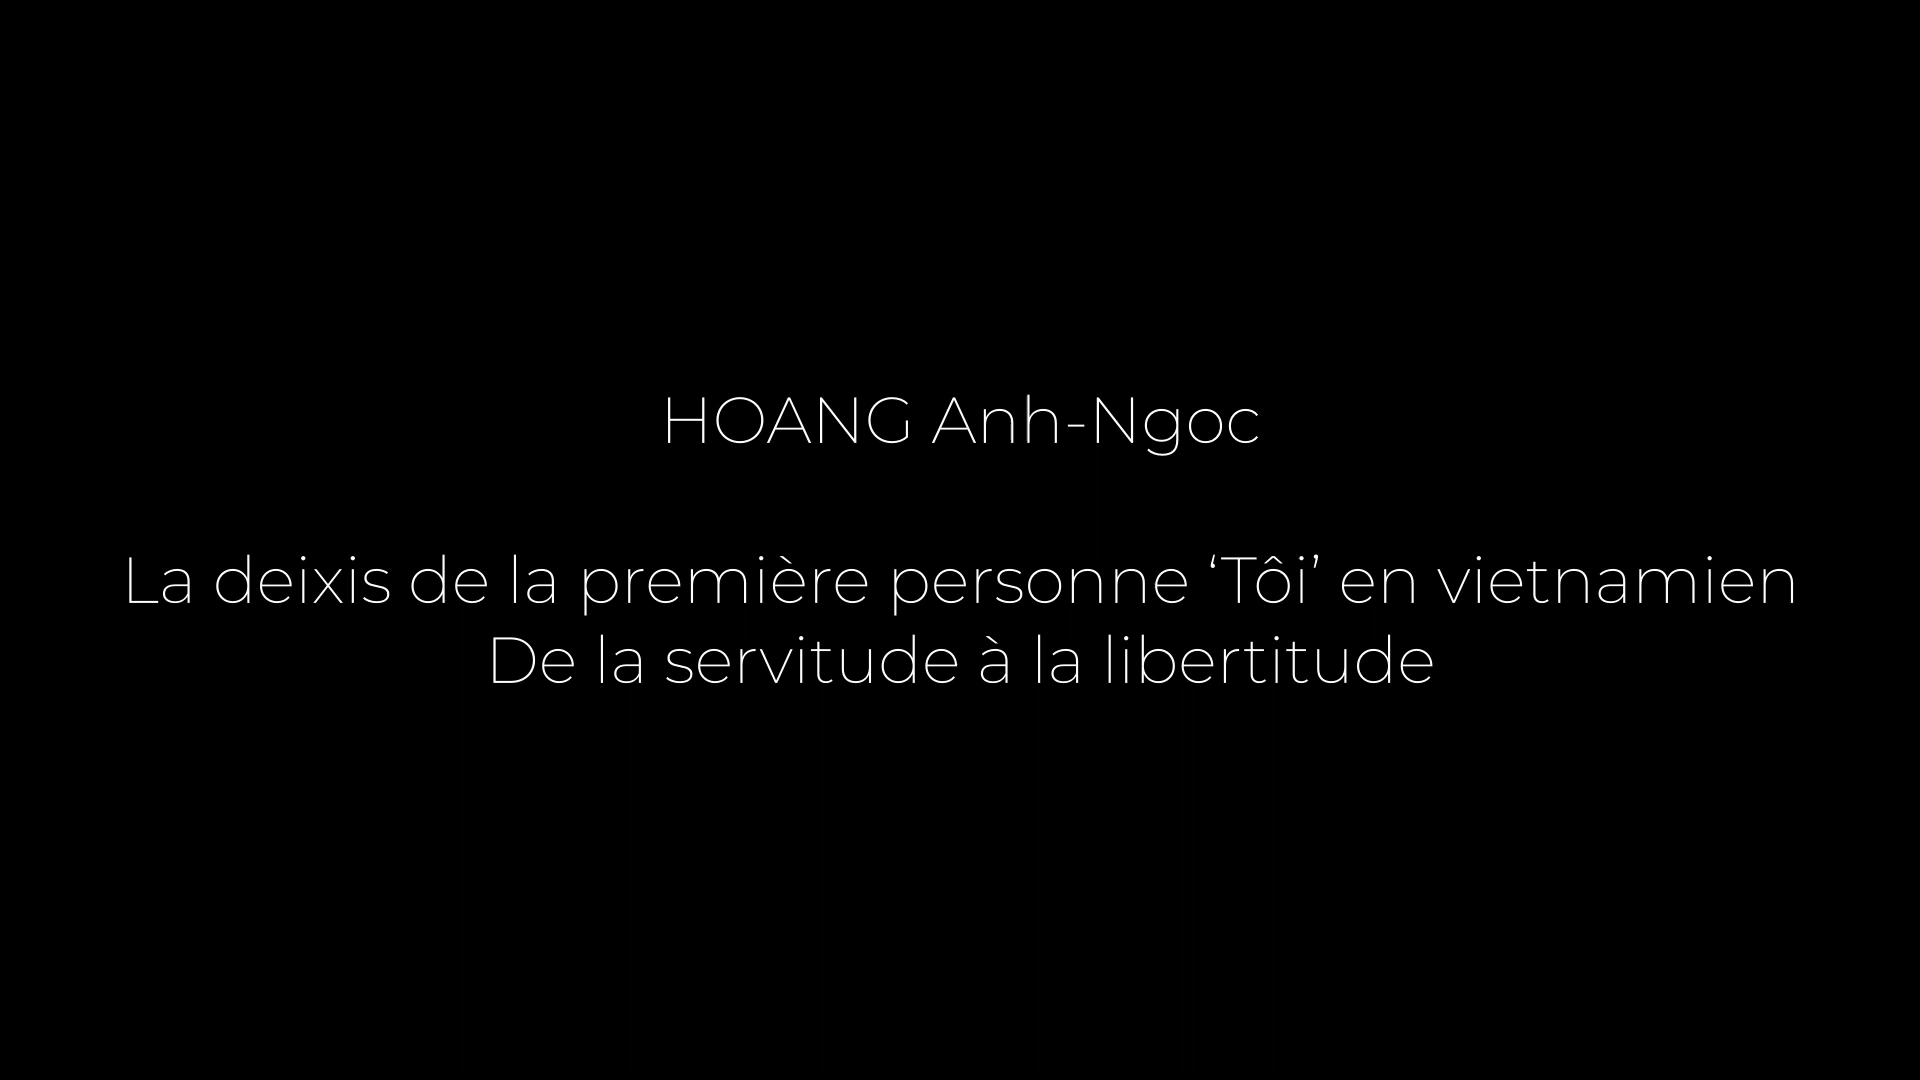 HOANG Anh-Ngoc
La deixis de la première personne ‘Tôi’ en vietnamien
De la servitude à la libertitude